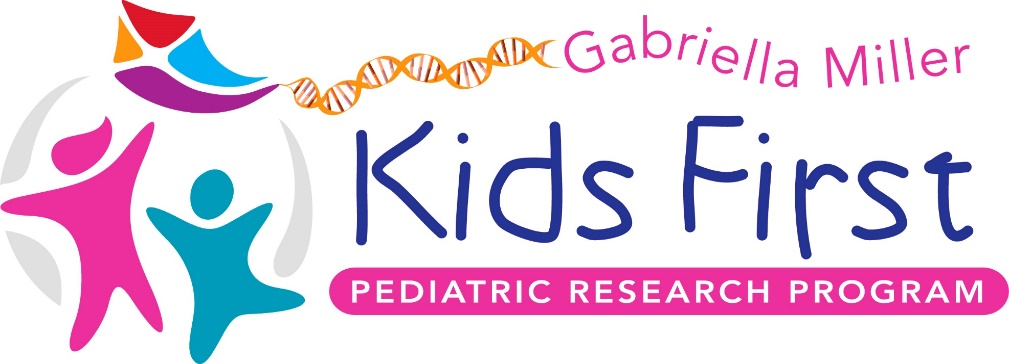 Gabriella Miller
Kids First
PEDIATRIC RESEARCH PROGRAM